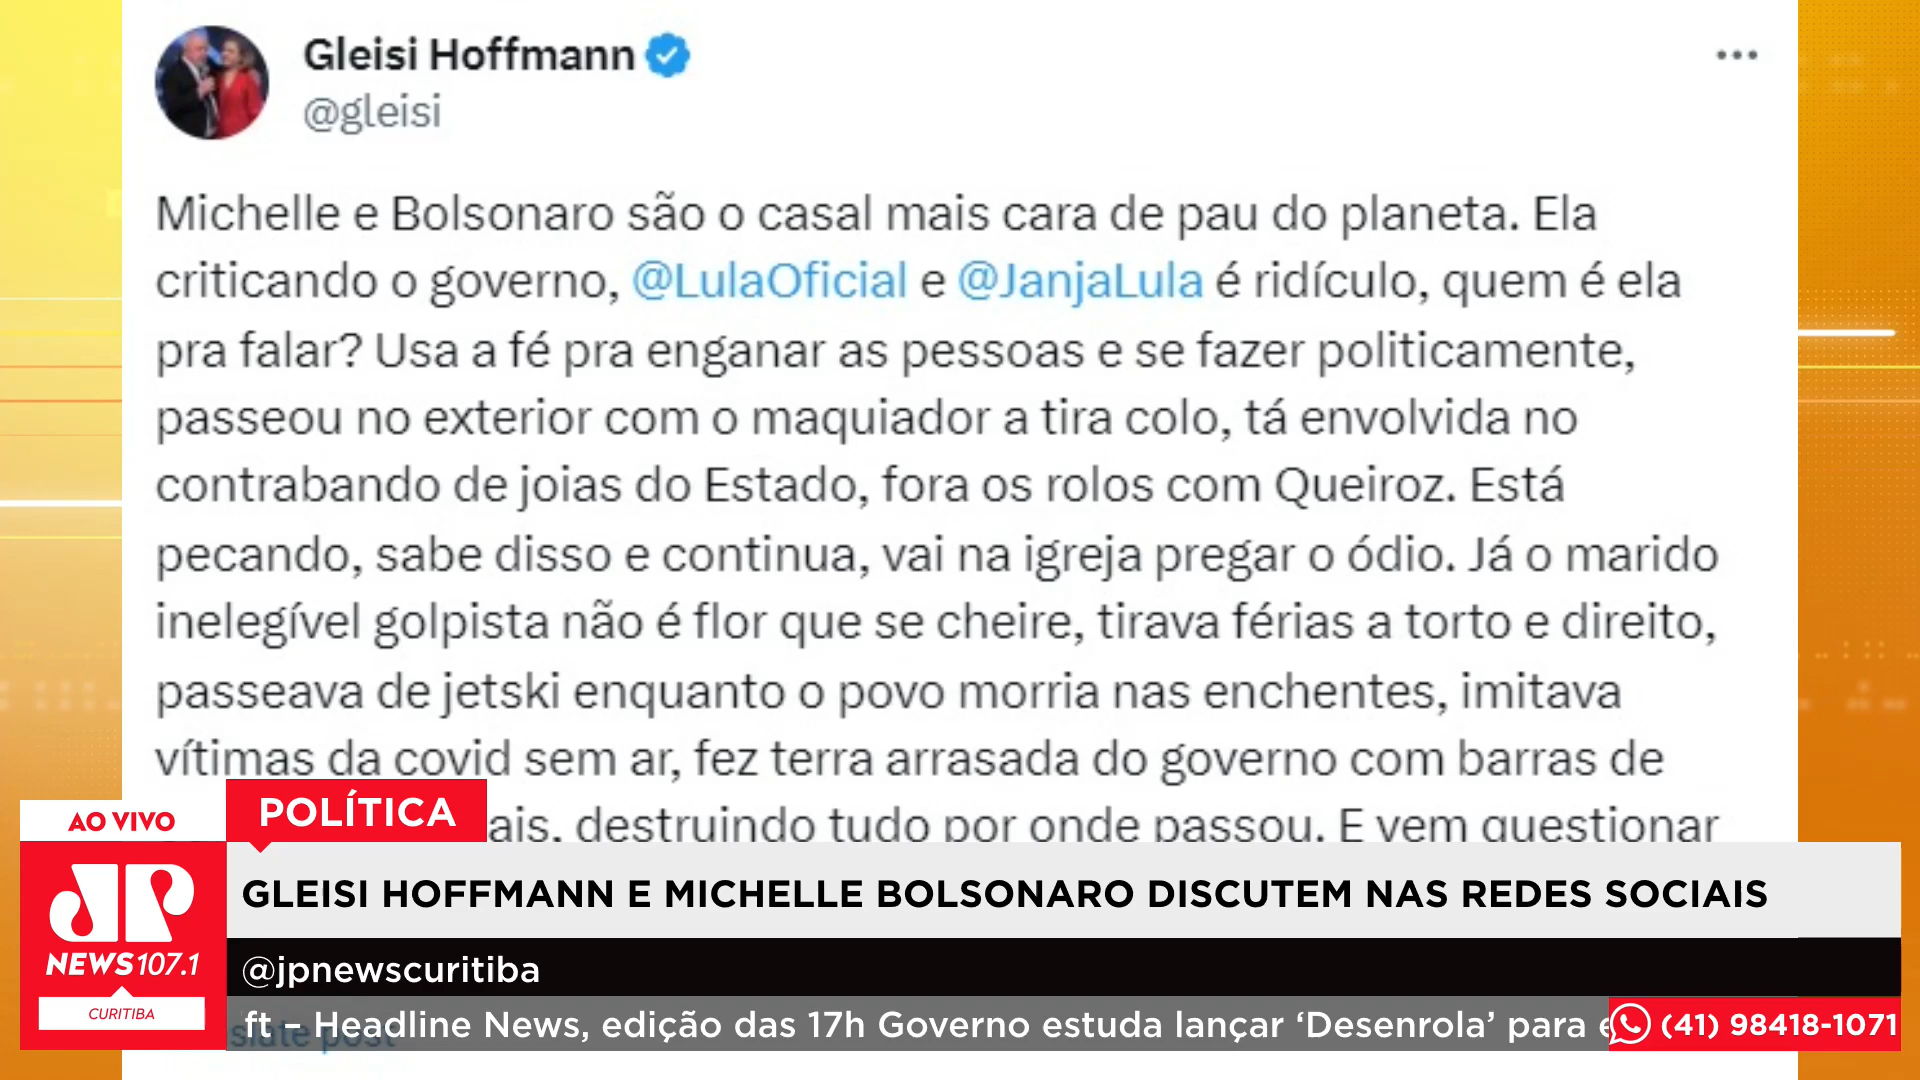 Gleisi Hoffmann
@gleisi
Michelle e Bolsonaro são o casal mais cara de pau do planeta. Ela
criticando o governo, @LulaOficial e @JanjaLula é ridículo, quem é ela
pra falar? Usa a fé pra enganar as pessoas e se fazer politicamente,
passeou no exterior com o maquiador a tira colo, tá envolvida no
contrabando de joias do Estado, fora os rolos com Queiroz. Está
pecando, sabe disso e continua, vai na igreja pregar o ódio. Já o marido
inelegível golpista não é flor que se cheire, tirava férias a torto e direito,
passeava de jetski enquanto o povo morria nas enchentes, imitava
vítimas da covid sem ar, fez terra arrasada do governo com barras de
ais, destruindo tudo por onde passou. E vem questionar
POLÍTICA
AO VIVO
JP
NEWS 107.1
CURITIBA
GLEISI HOFFMANN E MICHELLE BOLSONARO DISCUTEM NAS REDES SOCIAIS
@jpnewscuritiba
ft – Headline News, edição das 17h Governo estuda lançar ‘Desenrola’ para e
(41) 98418-1071
slate post